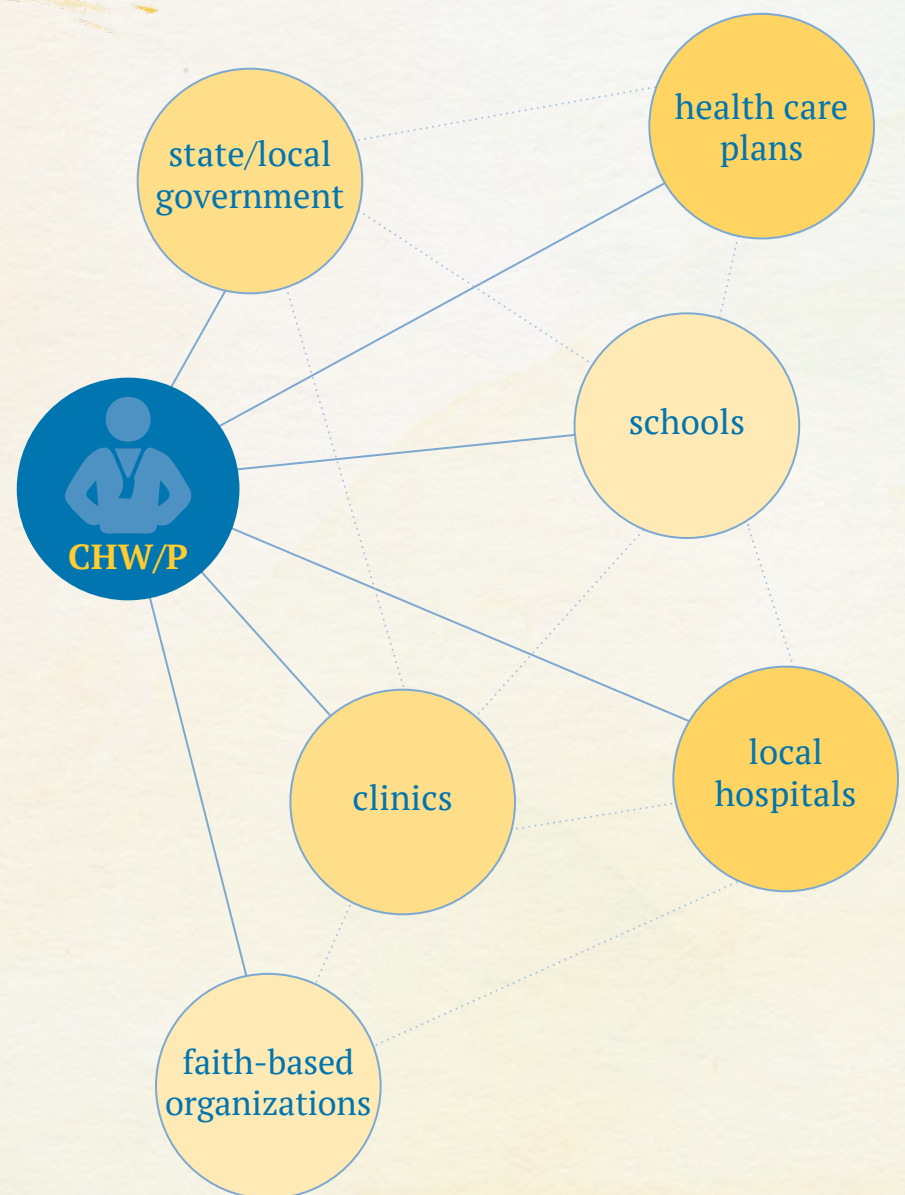 health care
plans
state/local
government
schools
CHW/P
local
hospitals
clinics
faith-based
organizations